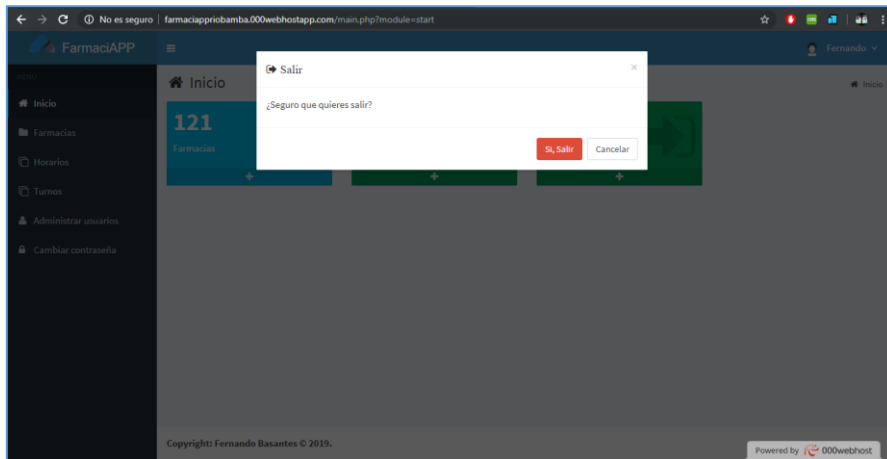 No es seguro | farmaciappriobamba.000webhostapp.com/main.php?module=start
FarmaciAPP
Fernando
MENU
Inicio
Farmacias
Horarios
Turnos
Administrar usuarios
Cambiar contraseña
Inicio
Inicio
121
Farmacias
Salir
×
¿Seguro que quieres salir?
Si, Salir
Cancelar
Copyright: Fernando Basantes © 2019.
Powered by 000webhost